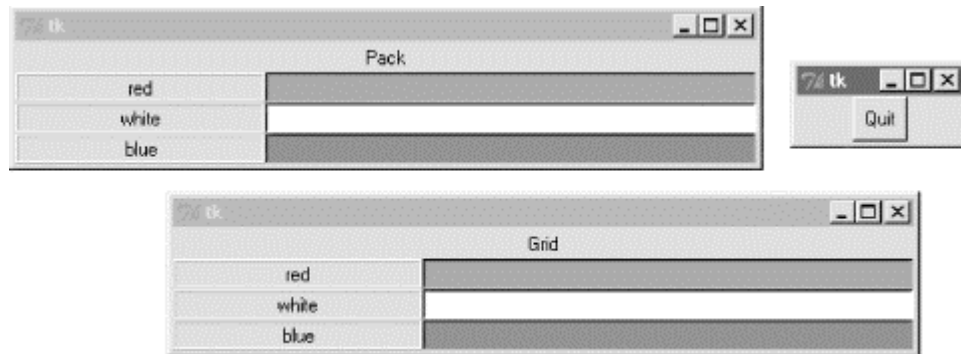 tk
Pack
red
white
blue
tk
Quit
tk
Grid
red
white
blue